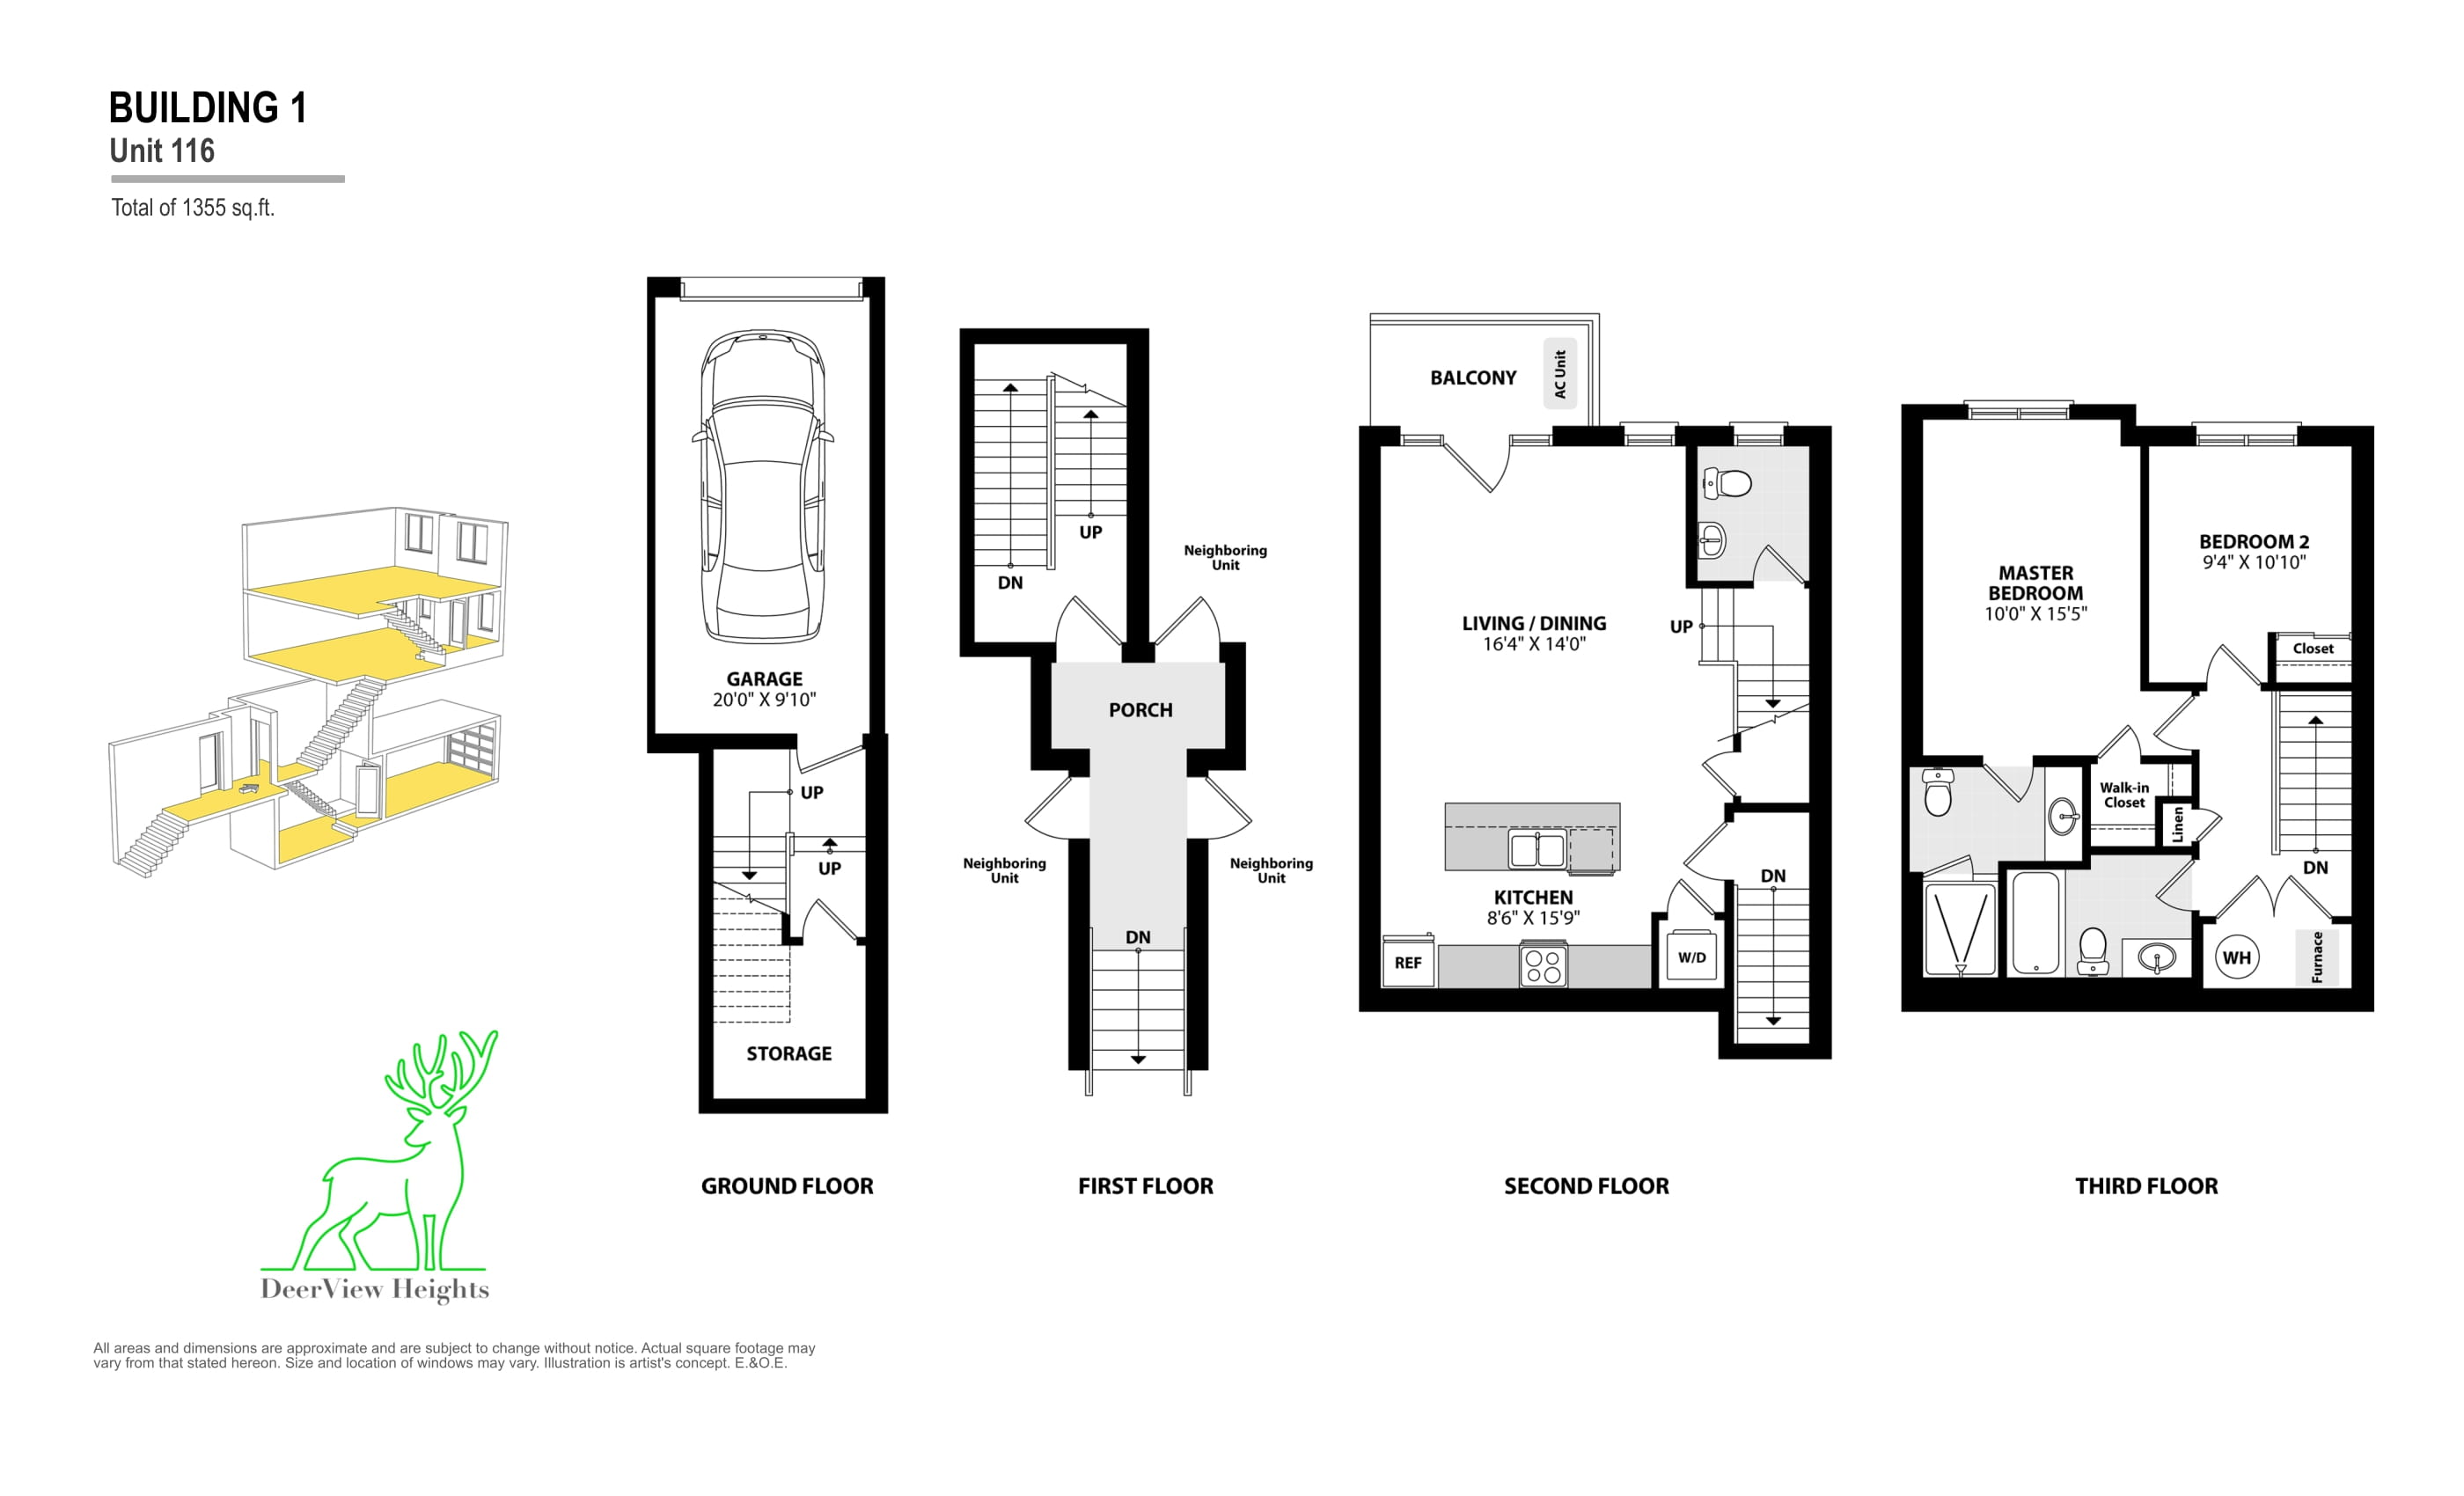 BUILDING 1
Unit 116
Total of 1355 sq.ft.
GARAGE
20'0" X 9'10"
UP
UP
STORAGE
GROUND FLOOR
DN
UP
Neighboring
Unit
PORCH
Neighboring
Unit
Neighboring
Unit
DN
FIRST FLOOR
BALCONY
AC Unit
LIVING / DINING
16'4" X 14'0"
UP
KITCHEN
8'6" X 15'9"
DN
REF
W/D
SECOND FLOOR
MASTER
BEDROOM
10'0" X 15'5"
BEDROOM 2
9'4" X 10'10"
Closet
Walk-in
Closet
Linen
DN
WH
Furnace
THIRD FLOOR
DeerView Heights
All areas and dimensions are approximate and are subject to change without notice. Actual square footage may
vary from that stated hereon. Size and location of windows may vary. Illustration is artist's concept. E.&O.E.